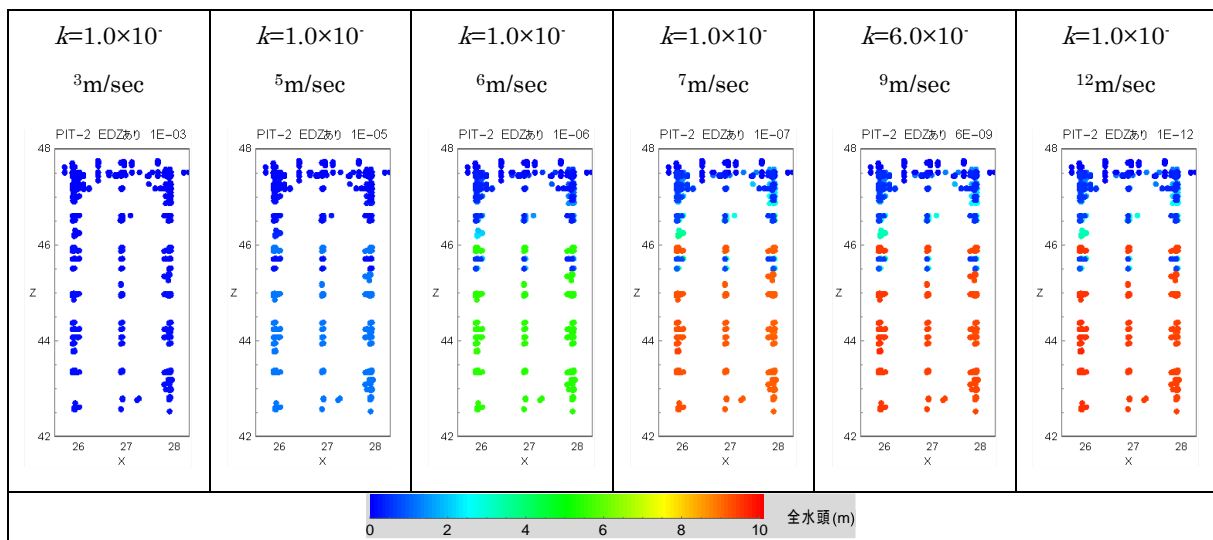 k=1.0×10⁻ k=1.0×10⁻ k=1.0×10⁻ k=1.0×10⁻ k=6.0×10⁻ k=1.0×10⁻
³m/sec ⁵m/sec ⁶m/sec ⁷m/sec ⁹m/sec ¹²m/sec
PIT-2 EDZあり 1E-03 PIT-2 EDZあり 1E-05 PIT-2 EDZあり 1E-06 PIT-2 EDZあり 1E-07 PIT-2 EDZあり 6E-09 PIT-2 EDZあり 1E-12
48 48 48 48 48 48
46 46 46 46 46 46
Z Z Z Z Z Z
44 44 44 44 44 44
42 42 42 42 42 42
26 27 28 26 27 28 26 27 28 26 27 28 26 27 28 26 27 28
X X X X X X
0 2 4 6 8 10 全水頭(m)